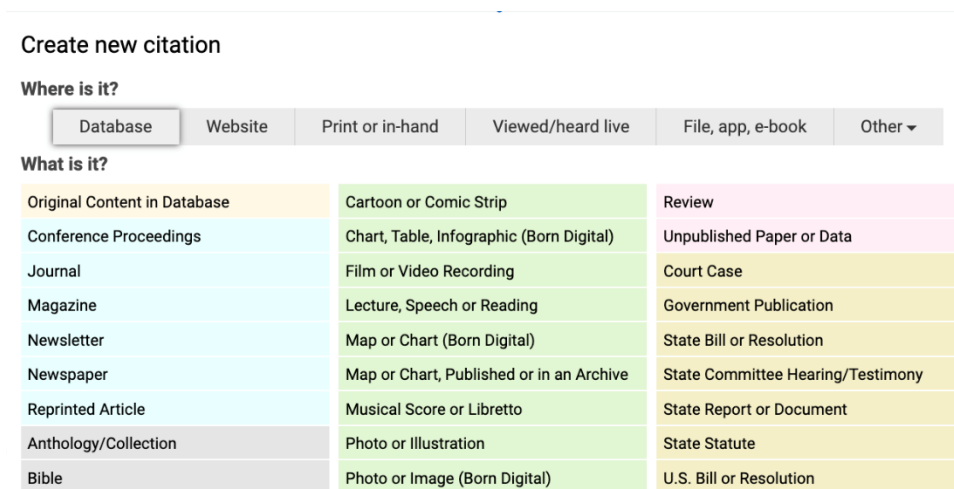 Create new citation
Where is it?
Database Website Print or in-hand Viewed/heard live File, app, e-book Other
What is it?
Original Content in Database Cartoon or Comic Strip Review
Conference Proceedings Chart, Table, Infographic (Born Digital) Unpublished Paper or Data
Journal Film or Video Recording Court Case
Magazine Lecture, Speech or Reading Government Publication
Newsletter Map or Chart (Born Digital) State Bill or Resolution
Newspaper Map or Chart, Published or in an Archive State Committee Hearing/Testimony
Reprinted Article Musical Score or Libretto State Report or Document
Anthology/Collection Photo or Illustration State Statute
Bible Photo or Image (Born Digital) U.S. Bill or Resolution